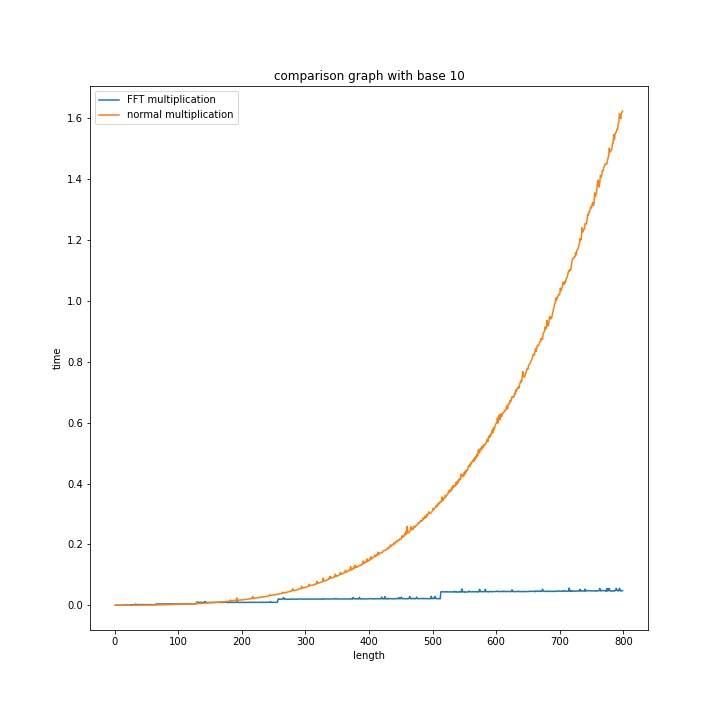 comparison graph with base 10
FFT multiplication
normal multiplication
1.6
1.4
1.2
1.0
0.8
0.6
0.4
0.2
0.0
time
0 100 200 300 400 500 600 700 800
length